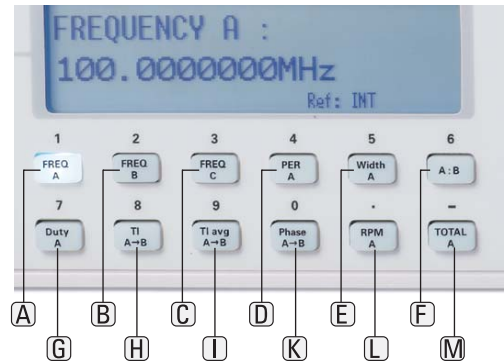 FREQUENCY A :
100.0000000MHz
Ref: INT
1 2 3 4 5 6
FREQ A FREQ B FREQ C PER A Width A A:B
7 8 9 0 . –
Duty A TI A→B TI avg A→B Phase A→B RPM A TOTAL A
A B C D E F
G H I K L M